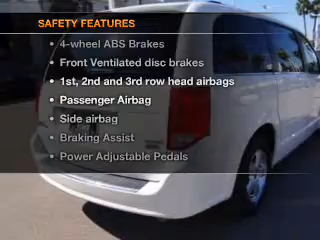 SAFETY FEATURES
• 4-wheel ABS Brakes
• Front Ventilated disc brakes
• 1st, 2nd and 3rd row head airbags
• Passenger Airbag
• Side airbag
• Braking Assist
• Power Adjustable Pedals